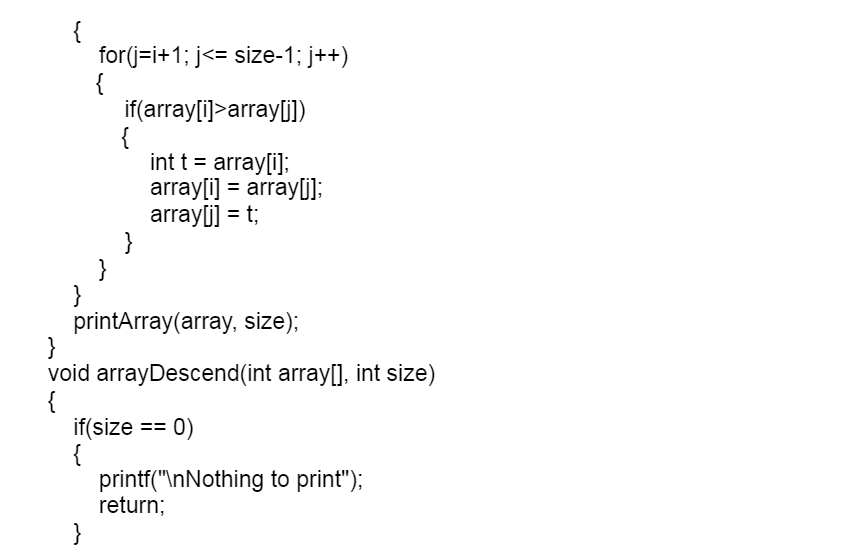 {
for(j=i+1; j<= size-1; j++)
{
if(array[i]>array[j])
{
int t = array[i];
array[i] = array[j];
array[j] = t;
}
}
}
printArray(array, size);
}
void arrayDescend(int array[], int size)
{
if(size == 0)
{
printf("\nNothing to print");
return;
}